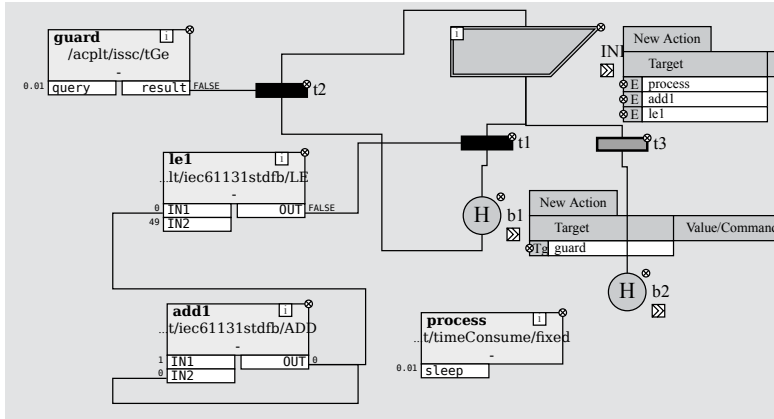 guard
i
/acplt/issc/tGe
-
0.01 query result FALSE
t2
i
New Action
Target
E process
E add1
E le1
t1
t3
le1
i
...lt/iec61131stdfb/LE
-
0 IN1 OUT FALSE
49 IN2
H
b1
New Action
Target Value/Command
guard
H
b2
add1
i
...t/iec61131stdfb/ADD
-
1 IN1 OUT 0
0 IN2
process
i
...t/timeConsume/fixed
-
0.01 sleep